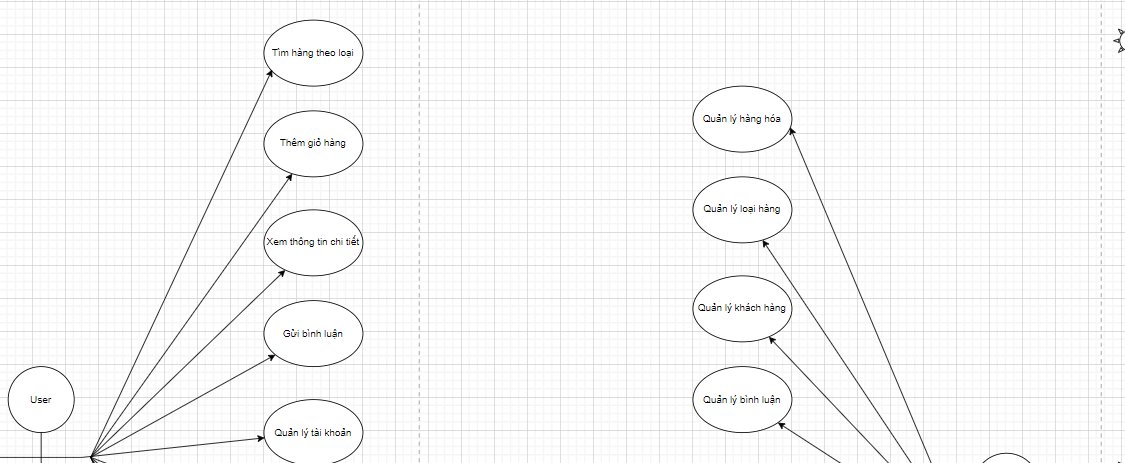 Tìm hàng theo loại
Thêm giỏ hàng
Xem thông tin chi tiết
Gửi bình luận
User
Quản lý tài khoản
Quản lý hàng hóa
Quản lý loại hàng
Quản lý khách hàng
Quản lý bình luận